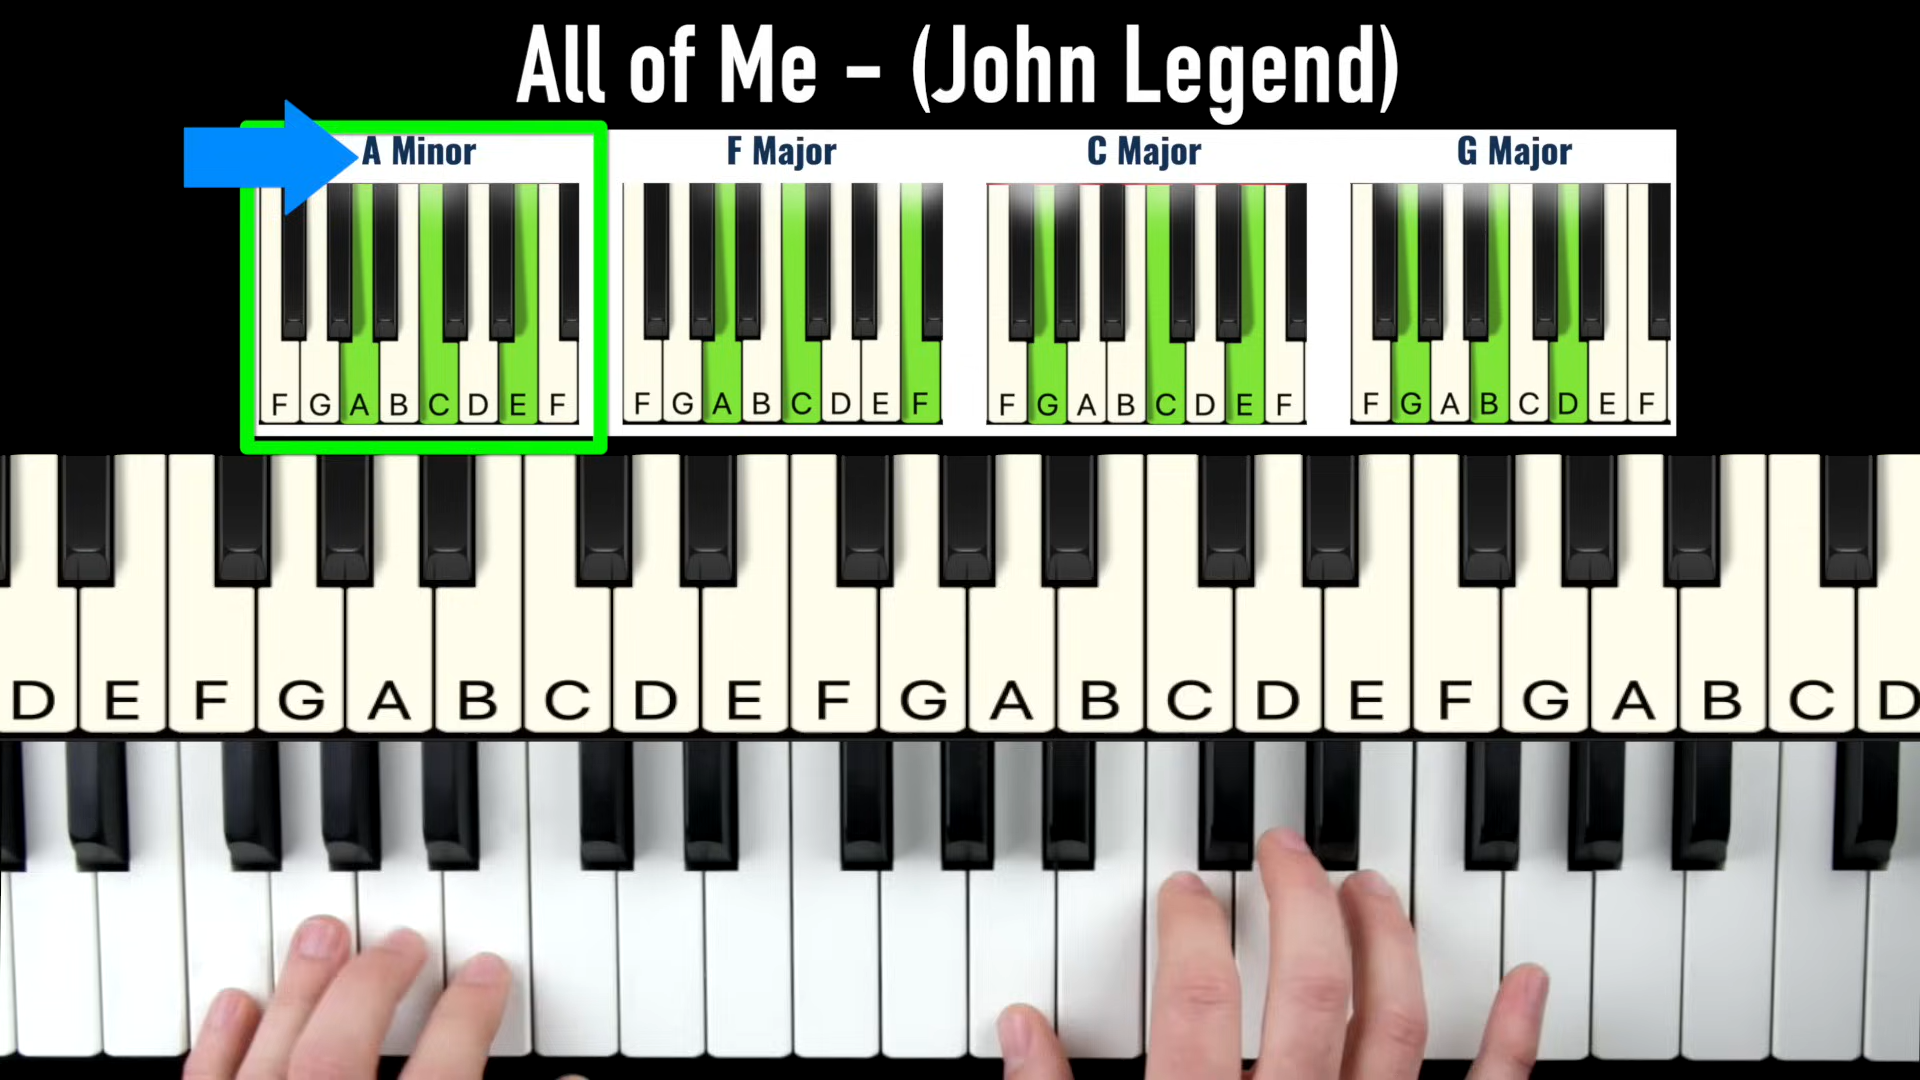 All of Me - (John Legend)
A Minor F Major C Major G Major
F G A B C D E F F G A B C D E F F G A B C D E F F G A B C D E F
D E F G A B C D E F G A B C D E F G A B C D